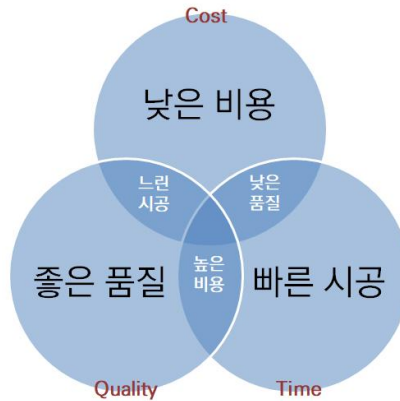 Cost
낮은 비용
느린
시공
낮은
품질
좋은 품질
높은
비용
빠른 시공
Quality
Time